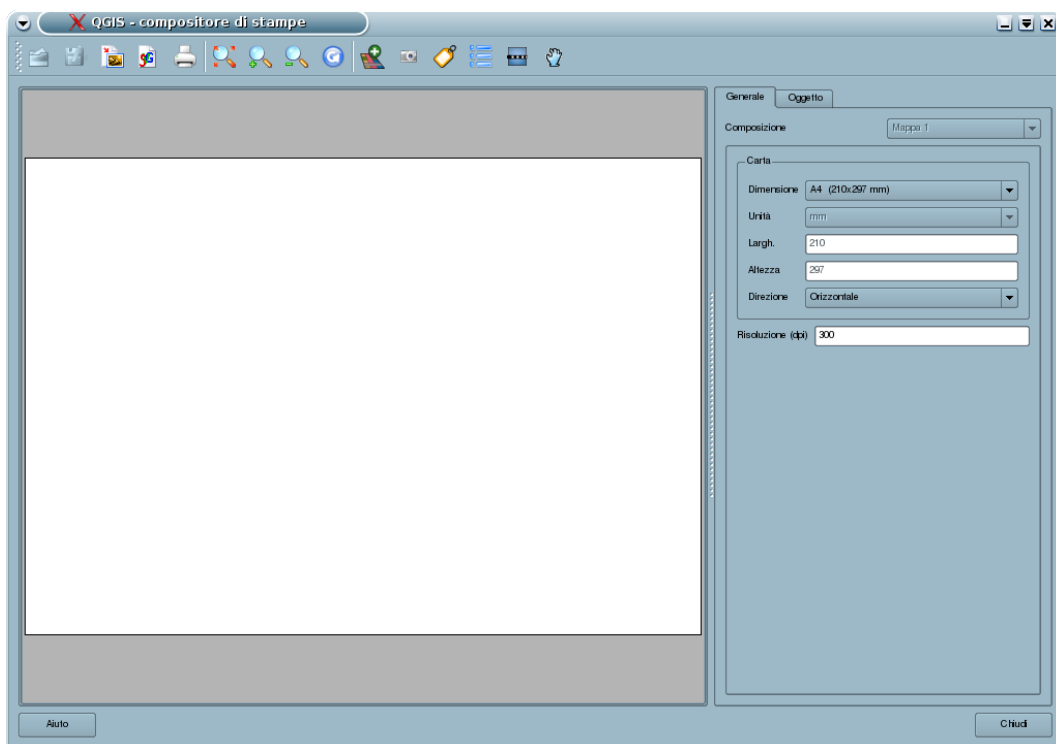 QGIS - compositore di stampe
Generale Oggetto
Composizione Mappa 1
Carta
Dimensione A4 (210x297 mm)
Unità mm
Largh. 210
Altezza 297
Direzione Orizzontale
Risoluzione (dpi) 300
Aiuto Chiudi